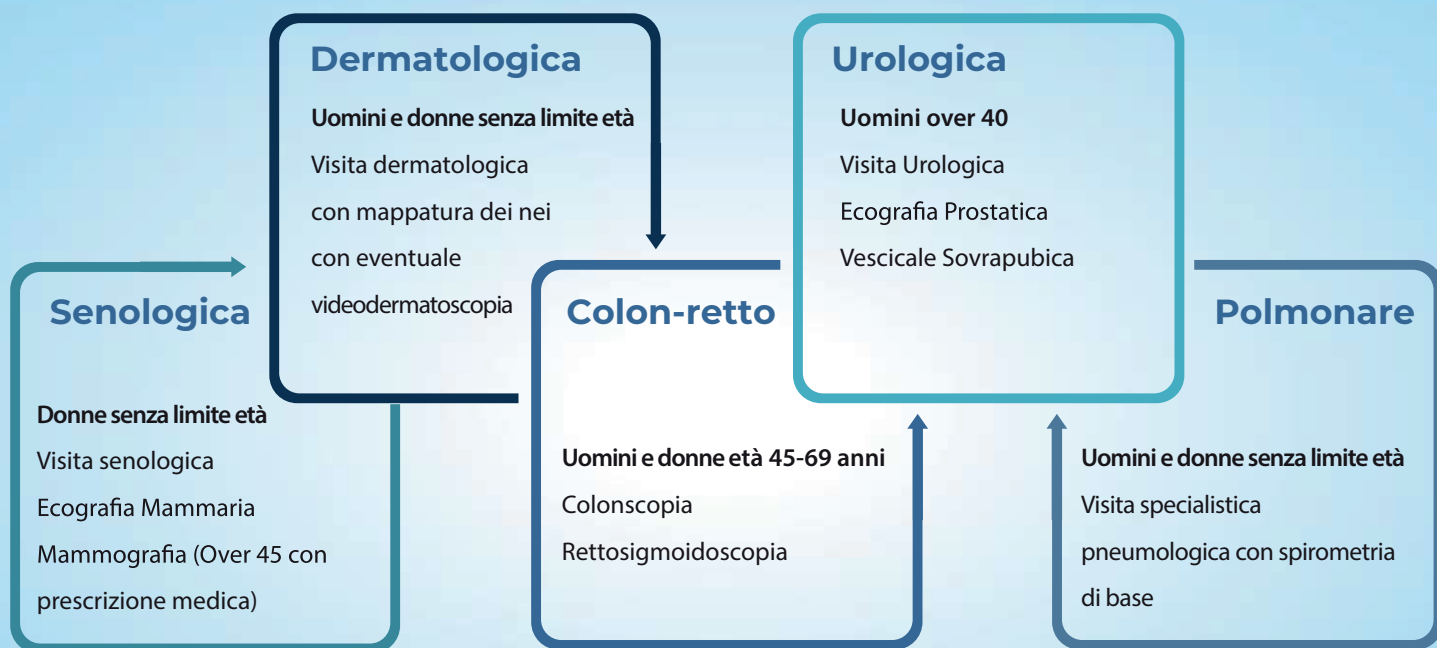 Senologica
Donne senza limite età
Visita senologica
Ecografia Mammaria
Mammografia (Over 45 con
prescrizione medica)
Dermatologica
Uomini e donne senza limite età
Visita dermatologica
con mappatura dei nei
con eventuale
videodermatoscopia
Colon-retto
Uomini e donne età 45-69 anni
Colonscopia
Rettosigmoidoscopia
Urologica
Uomini over 40
Visita Urologica
Ecografia Prostatica
Vescicale Sovrapubica
Polmonare
Uomini e donne senza limite età
Visita specialistica
pneumologica con spirometria
di base